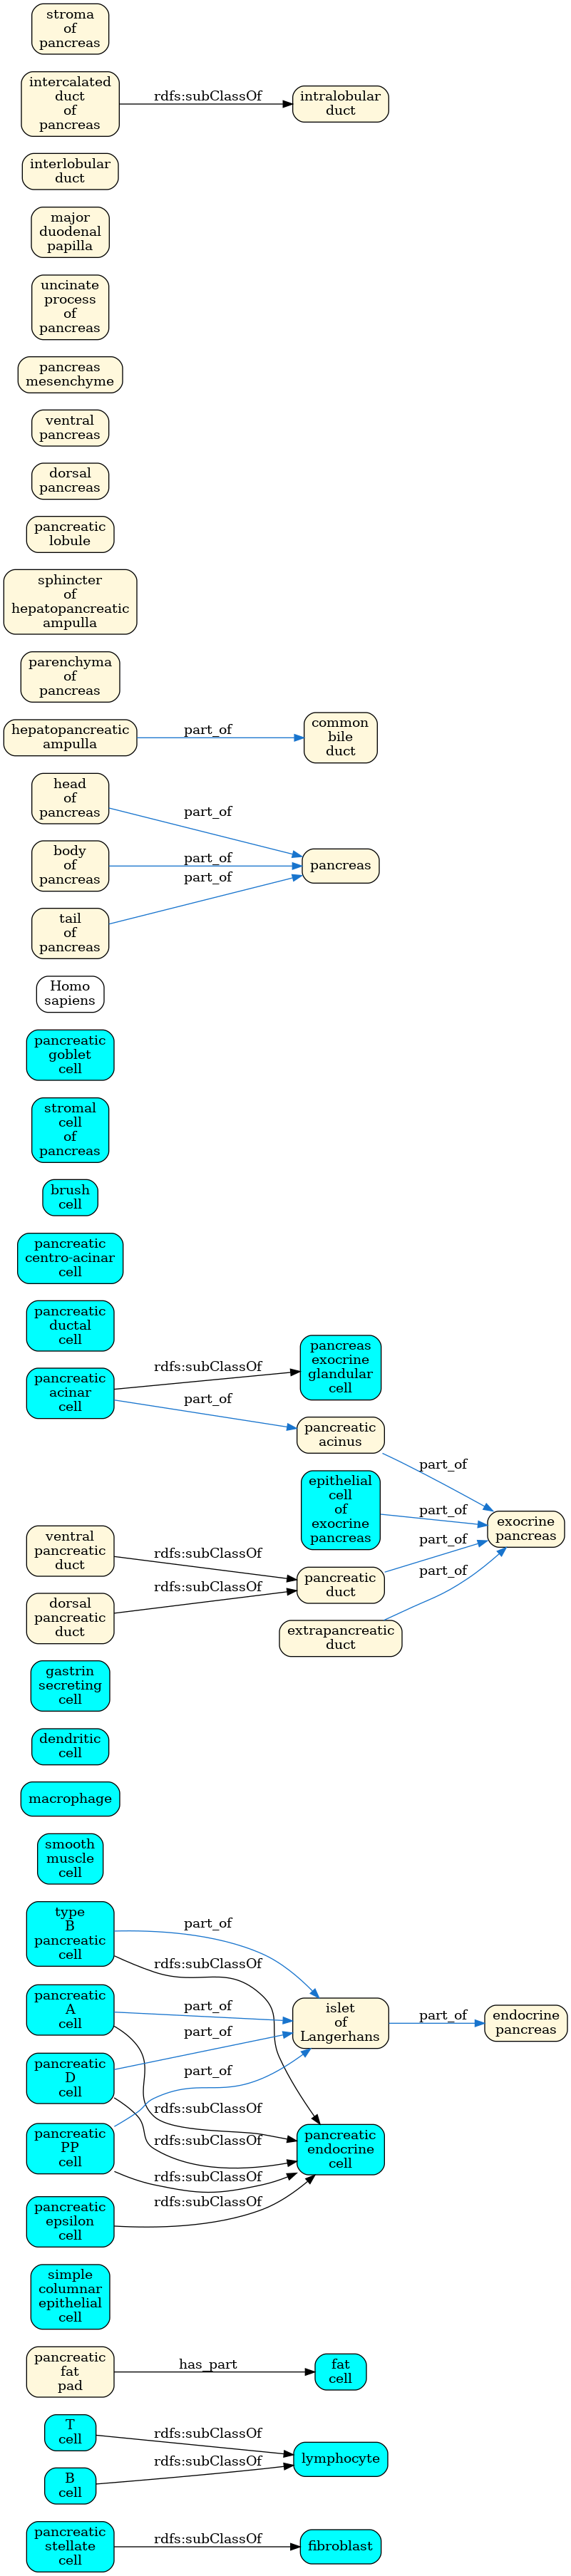 stroma
of
pancreas
intercalated
duct
of
pancreas
rdfs:subClassOf
intralobular
duct
interlobular
duct
major
duodenal
papilla
uncinate
process
of
pancreas
pancreas
mesenchyme
ventral
pancreas
dorsal
pancreas
pancreatic
lobule
sphincter
of
hepatopancreatic
ampulla
parenchyma
of
pancreas
hepatopancreatic
ampulla
part_of
common
bile
duct
head
of
pancreas
part_of
body
of
pancreas
part_of
pancreas
tail
of
pancreas
part_of
Homo
sapiens
pancreatic
goblet
cell
stromal
cell
of
pancreas
brush
cell
pancreatic
centro-acinar
cell
pancreatic
ductal
cell
pancreatic
acinar
cell
rdfs:subClassOf
part_of
pancreas
exocrine
glandular
cell
pancreatic
acinus
part_of
epithelial
cell
of
exocrine
pancreas
part_of
exocrine
pancreas
ventral
pancreatic
duct
rdfs:subClassOf
dorsal
pancreatic
duct
rdfs:subClassOf
pancreatic
duct
part_of
extrapancreatic
duct
part_of
gastrin
secreting
cell
dendritic
cell
macrophage
smooth
muscle
cell
type
B
pancreatic
cell
part_of
rdfs:subClassOf
pancreatic
A
cell
part_of
rdfs:subClassOf
islet
of
Langerhans
part_of
endocrine
pancreas
pancreatic
D
cell
part_of
rdfs:subClassOf
pancreatic
PP
cell
part_of
rdfs:subClassOf
pancreatic
endocrine
cell
pancreatic
epsilon
cell
rdfs:subClassOf
simple
columnar
epithelial
cell
pancreatic
fat
pad
has_part
fat
cell
T
cell
rdfs:subClassOf
B
cell
rdfs:subClassOf
lymphocyte
pancreatic
stellate
cell
rdfs:subClassOf
fibroblast